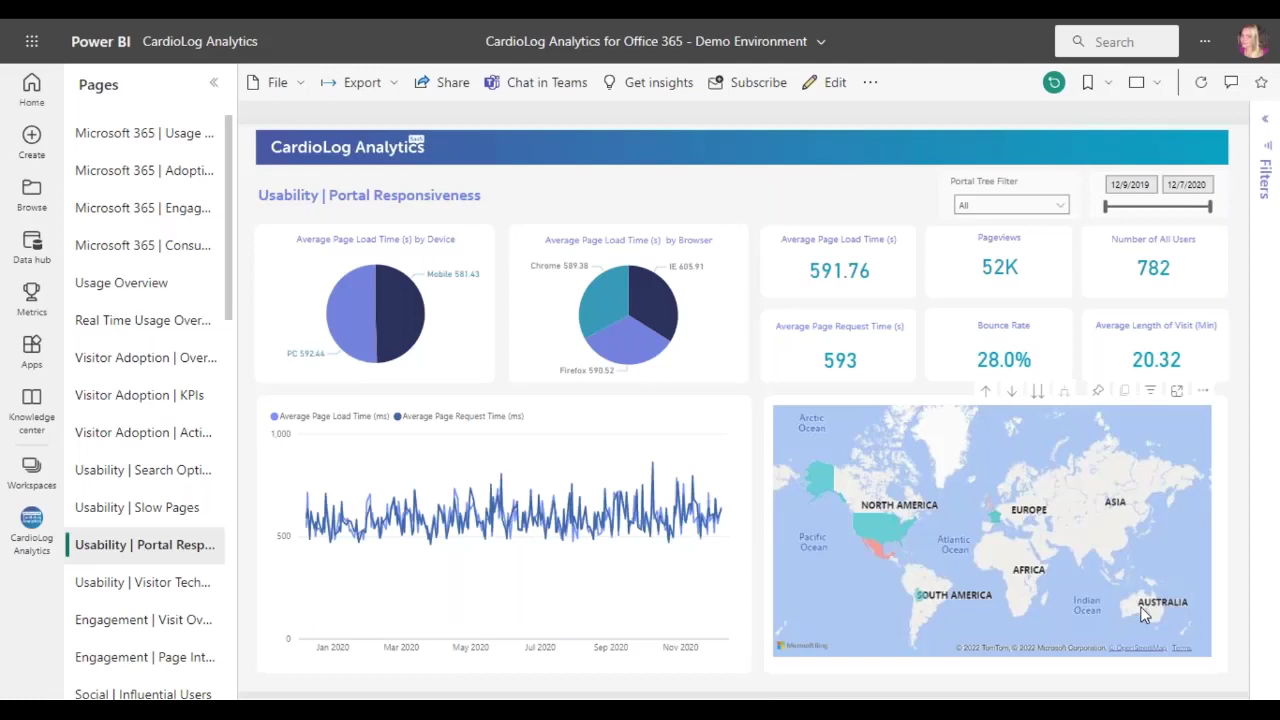 Power BI CardioLog Analytics
CardioLog Analytics for Office 365 - Demo Environment
Search
Home
Create
Browse
Data hub
Metrics
Apps
Knowledge
center
Workspaces
CardioLog
Analytics
Pages
Microsoft 365 | Usage ...
Microsoft 365 | Adopti...
Microsoft 365 | Engag...
Microsoft 365 | Consu...
Usage Overview
Real Time Usage Over...
Visitor Adoption | Over...
Visitor Adoption | KPIs
Visitor Adoption | Acti...
Usability | Search Opti...
Usability | Slow Pages
Usability | Portal Resp...
Usability | Visitor Tech...
Engagement | Visit Ov...
Engagement | Page Int...
Social | Influential Users
File Export Share Chat in Teams Get insights Subscribe Edit
CardioLog Analytics
SaaS
Usability | Portal Responsiveness
Portal Tree Filter
All
12/9/2019 12/7/2020
Filters
Average Page Load Time (s) by Device
Mobile 581.43
PC 592.44
Average Page Load Time (s) by Browser
Chrome 589.38
IE 605.91
Firefox 590.52
Average Page Load Time (s)
591.76
Pageviews
52K
Number of All Users
782
Average Page Request Time (s)
593
Bounce Rate
28.0%
Average Length of Visit (Min)
20.32
Average Page Load Time (ms) Average Page Request Time (ms)
1,000
500
0
Jan 2020 Mar 2020 May 2020 Jul 2020 Sep 2020 Nov 2020
Arctic
Ocean
NORTH AMERICA
EUROPE
ASIA
Pacific
Ocean
Atlantic
Ocean
AFRICA
SOUTH AMERICA
Indian
Ocean
AUSTRALIA
Microsoft Bing
© 2022 TomTom, © 2022 Microsoft Corporation, © OpenStreetMap Terms